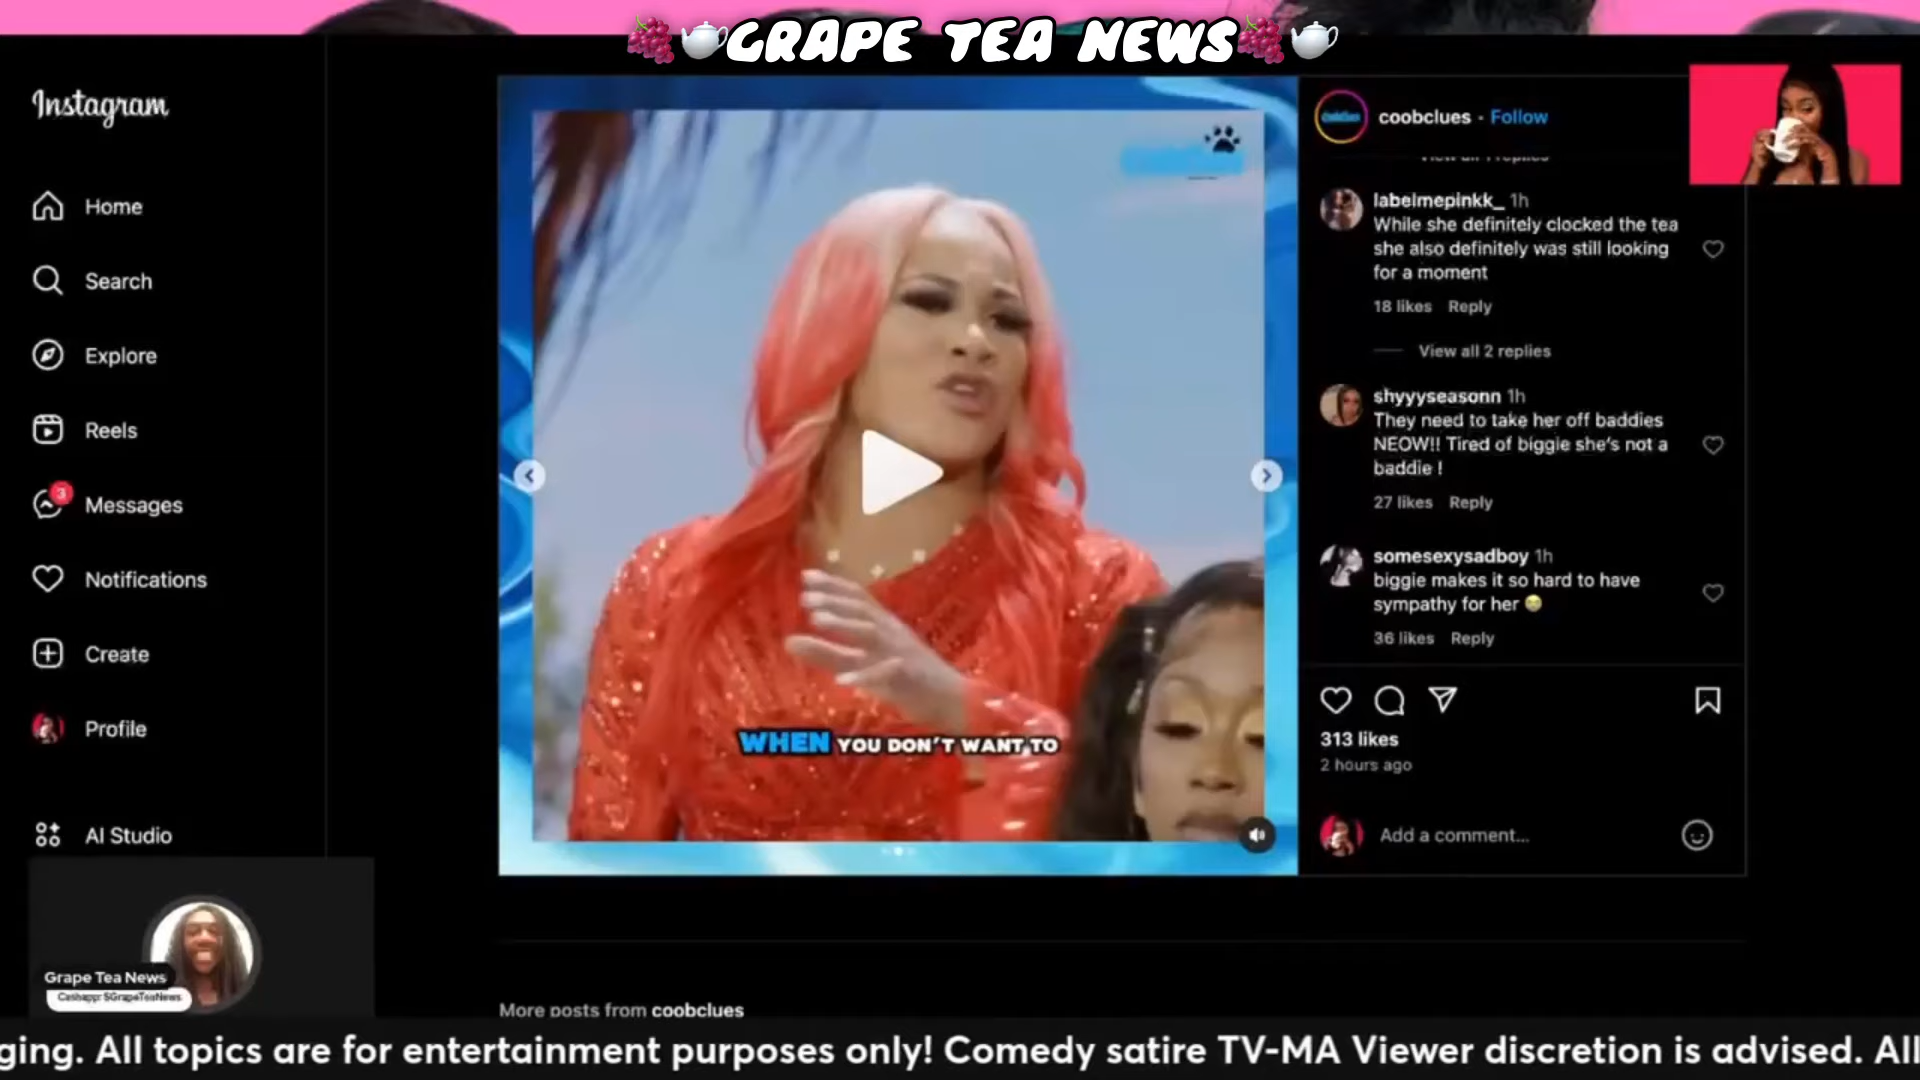 GRAPE TEA NEWS
Instagram
Home
Search
Explore
Reels
3
Messages
Notifications
Create
Profile
AI Studio
WHEN YOU DON'T WANT TO
coobclues · Follow
labelmepinkk_ 1h
While she definitely clocked the tea
she also definitely was still looking
for a moment
18 likes Reply
View all 2 replies
shyyyseasonn 1h
They need to take her off baddies
NEOW!! Tired of biggie she's not a
baddie !
27 likes Reply
somesexysadboy 1h
biggie makes it so hard to have
sympathy for her 😭
36 likes Reply
313 likes
2 hours ago
Add a comment...
Grape Tea News
Cashapp: $GrapeTeaNews
More posts from coobclues
ging. All topics are for entertainment purposes only! Comedy satire TV-MA Viewer discretion is advised. All